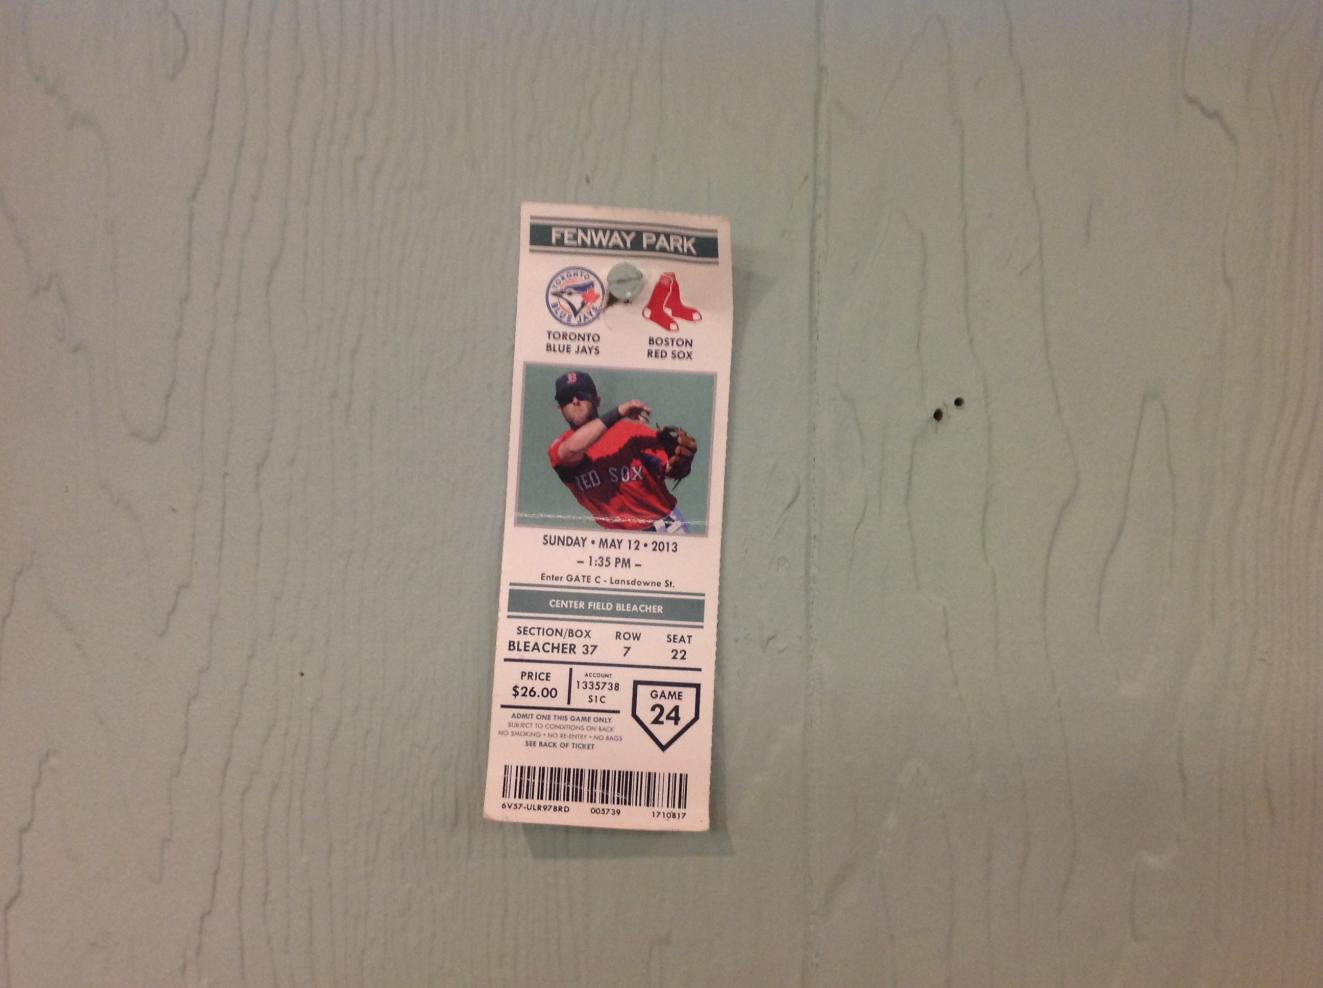 FENWAY PARK
TORONTO
BLUE JAYS
TORONTO
BLUE JAYS
BOSTON
RED SOX
B
RED SOX
SUNDAY • MAY 12 • 2013
– 1:35 PM –
Enter GATE C - Lansdowne St.
CENTER FIELD BLEACHER
SECTION/BOX ROW SEAT
BLEACHER 37 7 22
PRICE
$26.00
ACCOUNT
1335738
S1C
GAME
24
ADMIT ONE THIS GAME ONLY
SUBJECT TO CONDITIONS ON BACK
NO SMOKING • NO RE-ENTRY • NO BAGS
SEE BACK OF TICKET
6V57-ULR978RD 005739 1710817